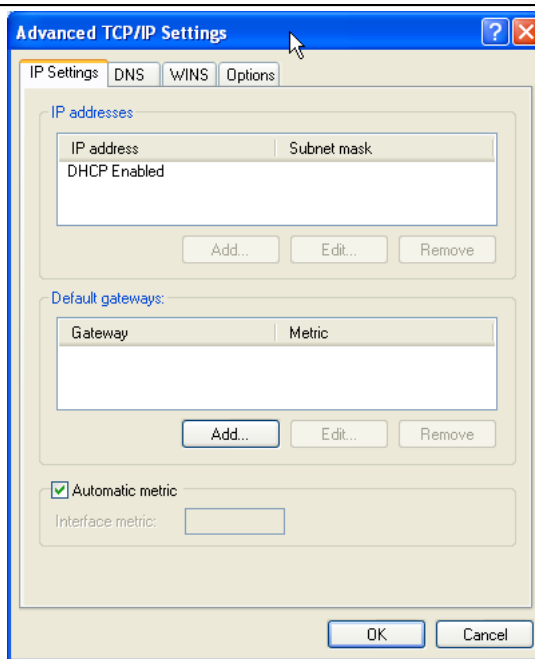 Advanced TCP/IP Settings
IP Settings DNS WINS Options
IP addresses
IP address Subnet mask
DHCP Enabled
Add... Edit... Remove
Default gateways:
Gateway Metric
Add... Edit... Remove
Automatic metric
Interface metric:
OK Cancel